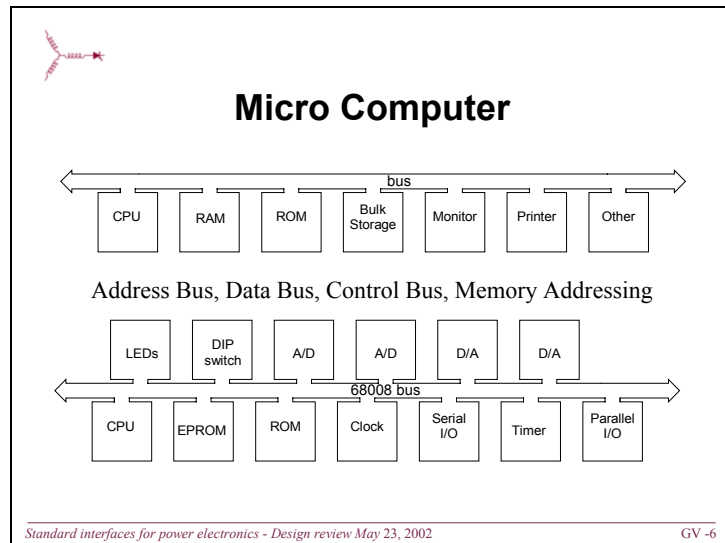 Micro Computer
bus
CPU RAM ROM Bulk Storage Monitor Printer Other
Address Bus, Data Bus, Control Bus, Memory Addressing
LEDs DIP switch A/D A/D D/A D/A
68008 bus
CPU EPROM ROM Clock Serial I/O Timer Parallel I/O
Standard interfaces for power electronics - Design review May 23, 2002 GV -6